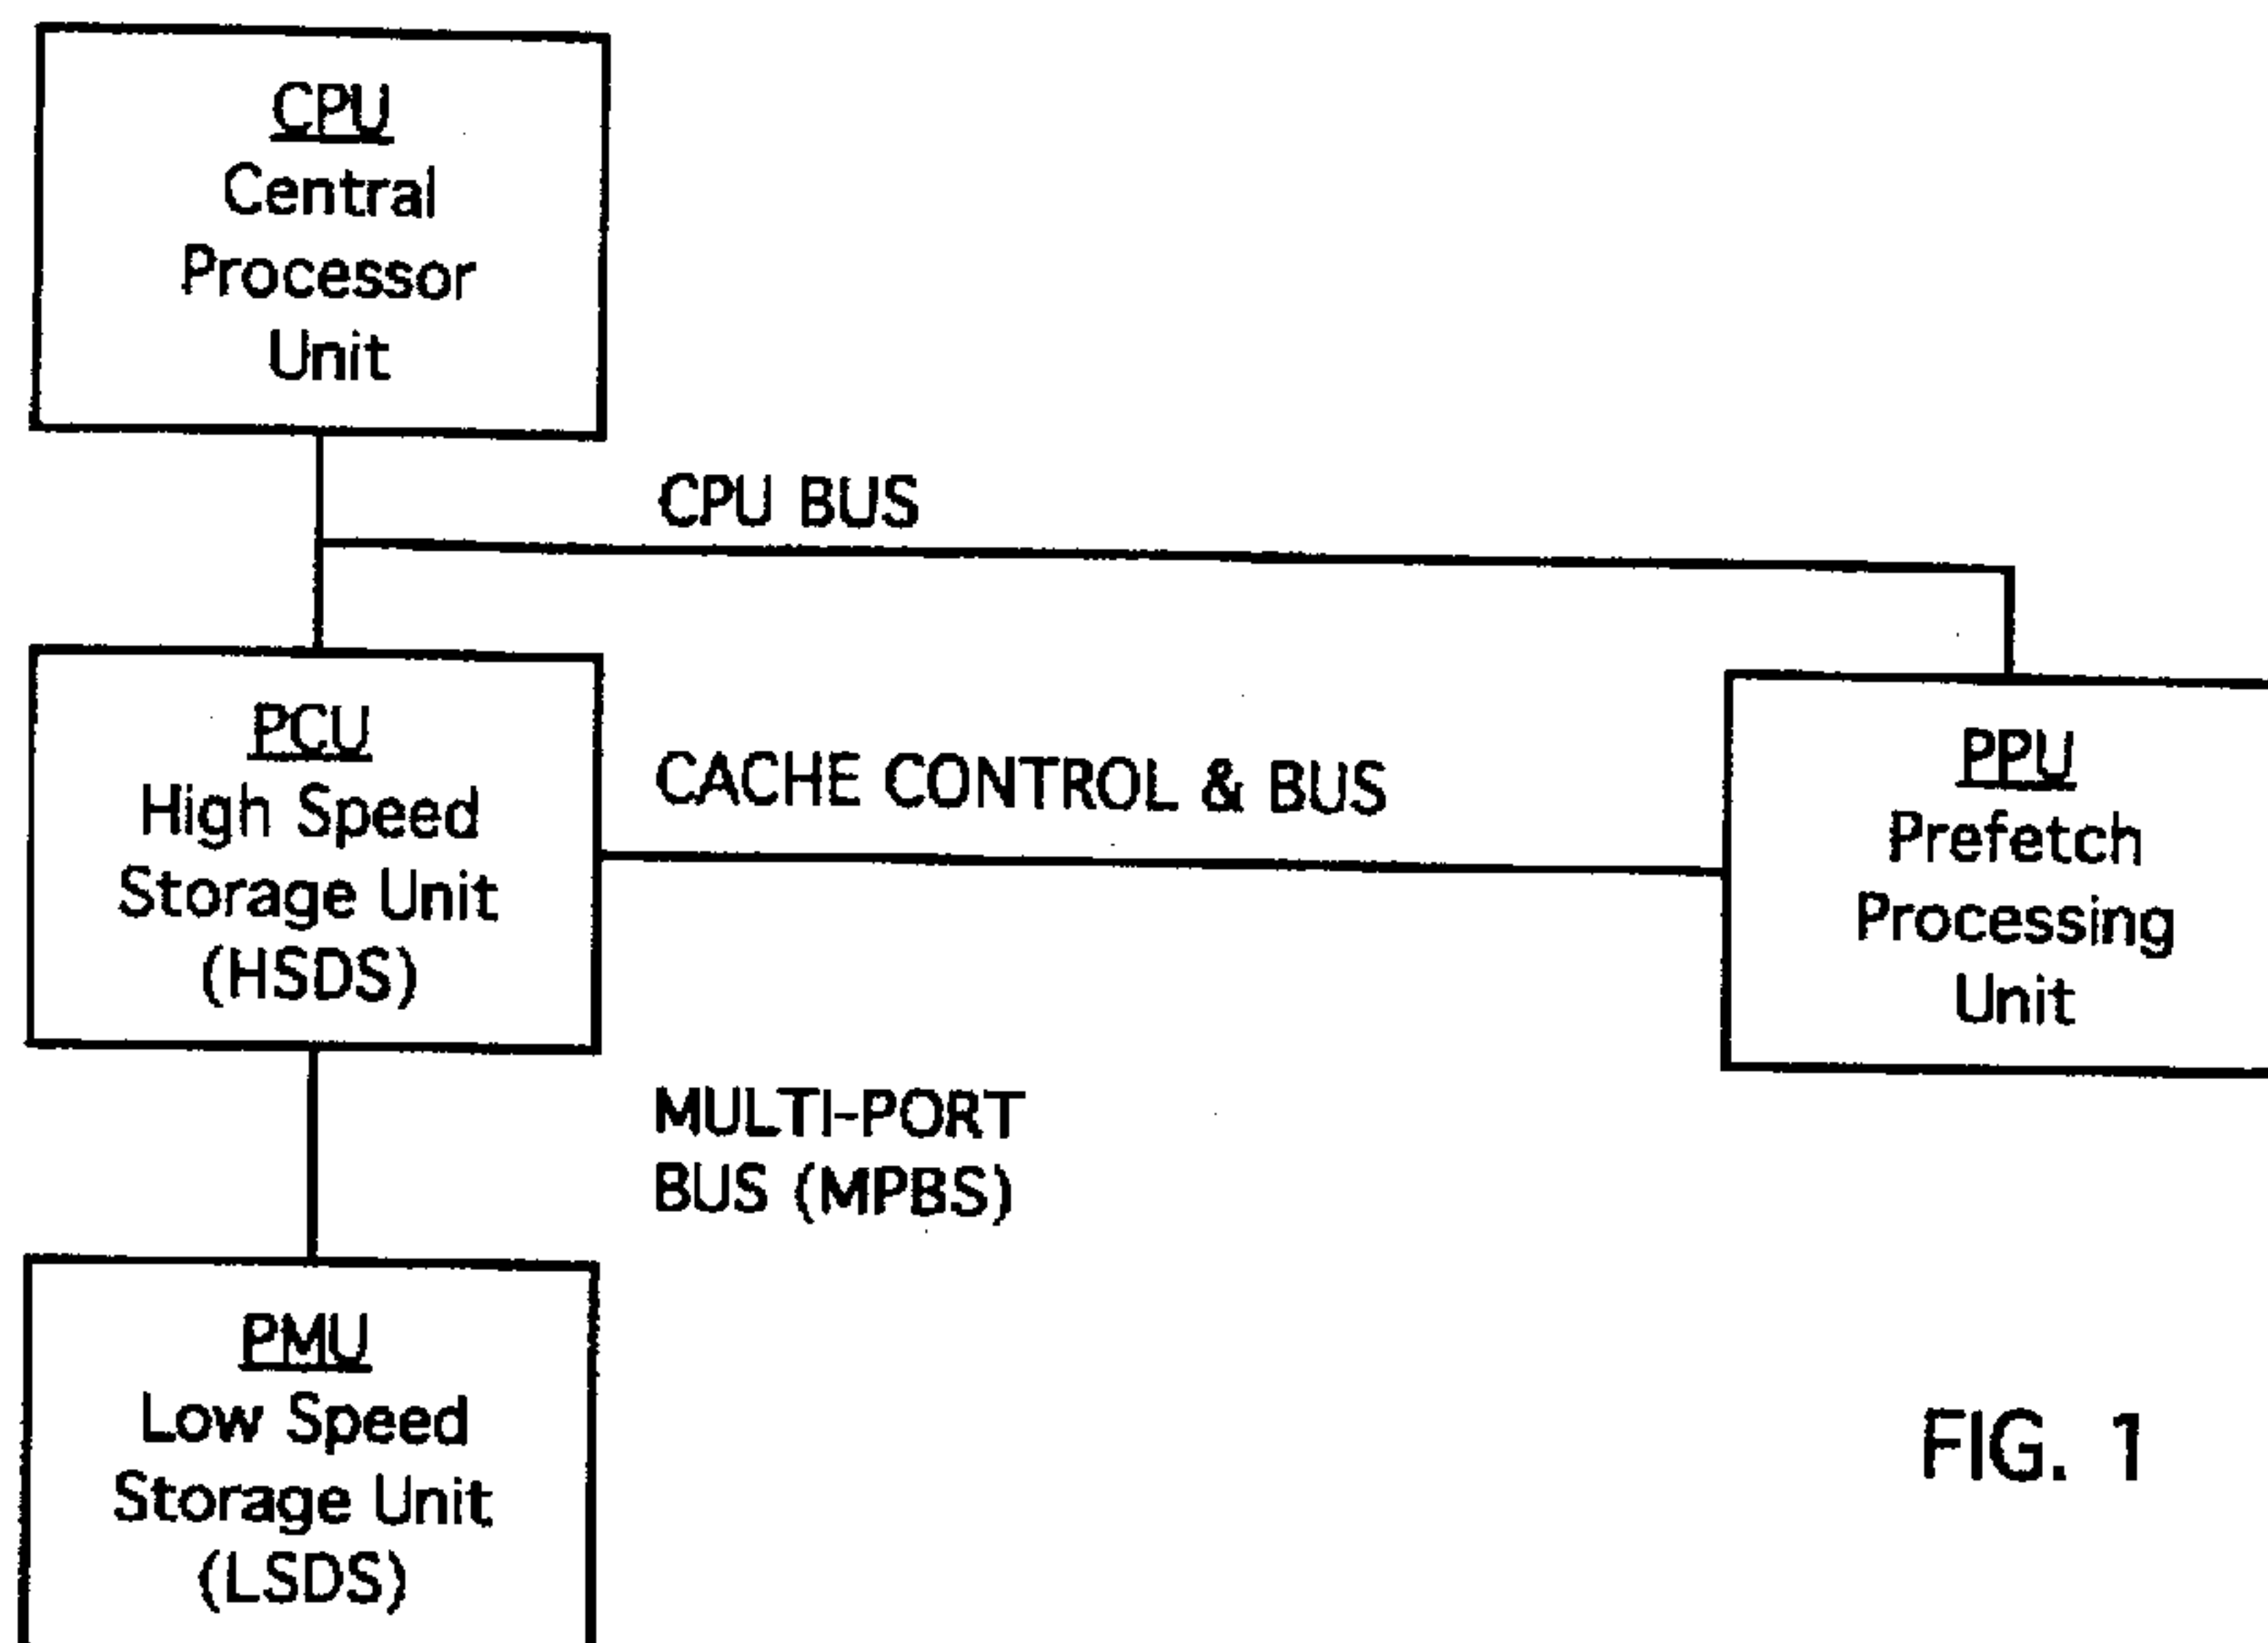 CPU
Central
Processor
Unit
CPU BUS
PCU
High Speed
Storage Unit
(HSDS)
CACHE CONTROL & BUS
PPU
Prefetch
Processing
Unit
MULTI-PORT
BUS (MPBS)
PMU
Low Speed
Storage Unit
(LSDS)
FIG. 1